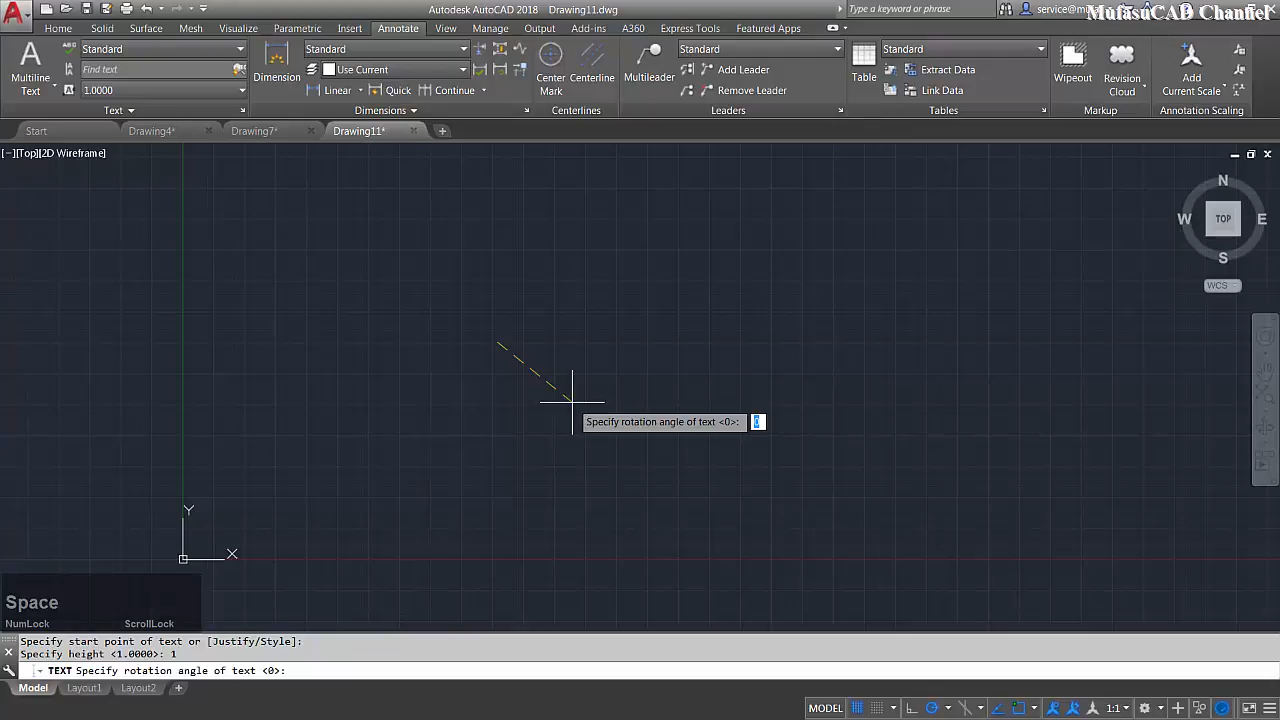 Autodesk AutoCAD 2018 Drawing11.dwg
Type a keyword or phrase
MufasuCAD Channel
Home Solid Surface Mesh Visualize Parametric Insert Annotate View Manage Output Add-ins A360 Express Tools Featured Apps
Multiline Text
Standard
Find text
1.0000
Text
Dimension
Standard
Use Current
Linear Quick Continue
Dimensions
Center Mark
Centerline
Centerlines
Multileader
Standard
Add Leader
Remove Leader
Leaders
Table
Standard
Extract Data
Link Data
Tables
Wipeout
Revision Cloud
Markup
Add Current Scale
Annotation Scaling
Start Drawing4* Drawing7* Drawing11*
[−][Top][2D Wireframe]
N
W TOP E
S
WCS
Specify rotation angle of text <0>: 0
Y
X
Space
NumLock ScrollLock
Specify start point of text or [Justify/Style]:
Specify height <1.0000>: 1
TEXT Specify rotation angle of text <0>:
Model Layout1 Layout2
MODEL 1:1